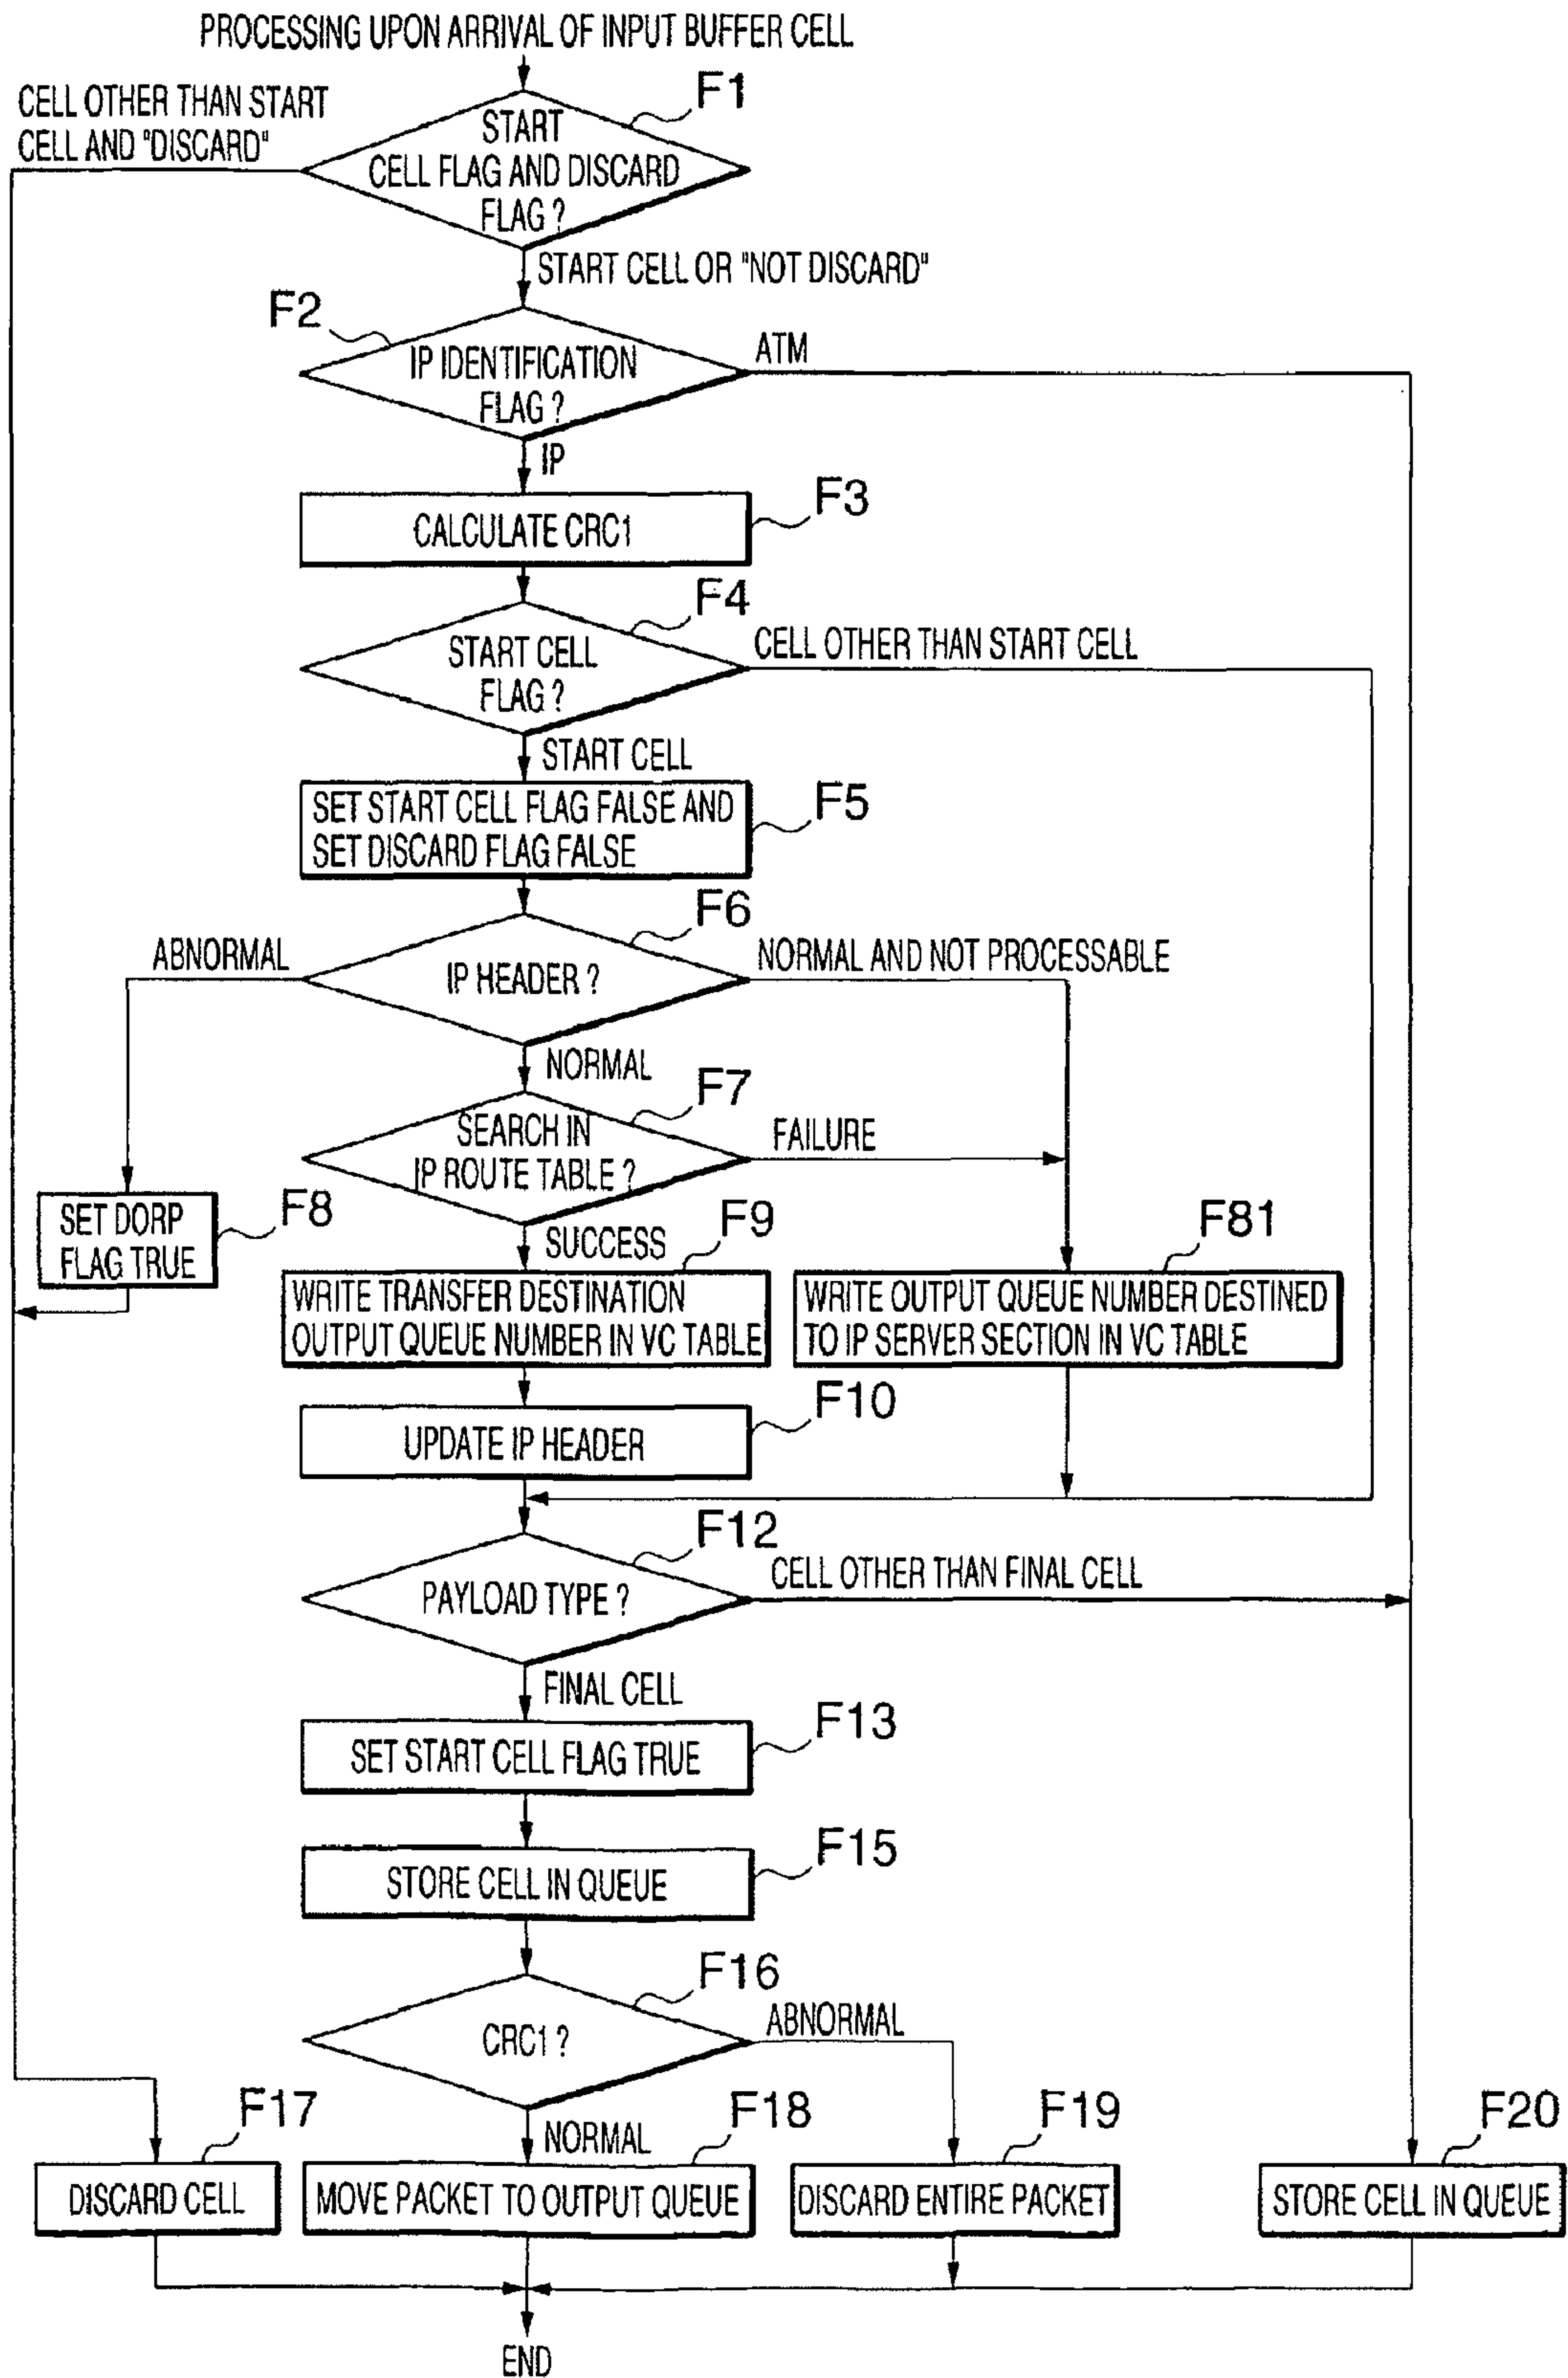 PROCESSING UPON ARRIVAL OF INPUT BUFFER CELL
CELL OTHER THAN START
CELL AND "DISCARD"
F1
START
CELL FLAG AND DISCARD
FLAG ?
START CELL OR "NOT DISCARD"
F2
IP IDENTIFICATION
FLAG ?
ATM
IP
F3
CALCULATE CRC1
F4
START CELL
FLAG ?
CELL OTHER THAN START CELL
START CELL
F5
SET START CELL FLAG FALSE AND
SET DISCARD FLAG FALSE
F6
ABNORMAL
IP HEADER ?
NORMAL AND NOT PROCESSABLE
NORMAL
F7
SEARCH IN
IP ROUTE TABLE ?
FAILURE
F8
SET DORP
FLAG TRUE
SUCCESS
F9
WRITE TRANSFER DESTINATION
OUTPUT QUEUE NUMBER IN VC TABLE
F81
WRITE OUTPUT QUEUE NUMBER DESTINED
TO IP SERVER SECTION IN VC TABLE
F10
UPDATE IP HEADER
F12
PAYLOAD TYPE ?
CELL OTHER THAN FINAL CELL
FINAL CELL
F13
SET START CELL FLAG TRUE
F15
STORE CELL IN QUEUE
F16
CRC1 ?
ABNORMAL
NORMAL
F17
DISCARD CELL
F18
MOVE PACKET TO OUTPUT QUEUE
F19
DISCARD ENTIRE PACKET
F20
STORE CELL IN QUEUE
END